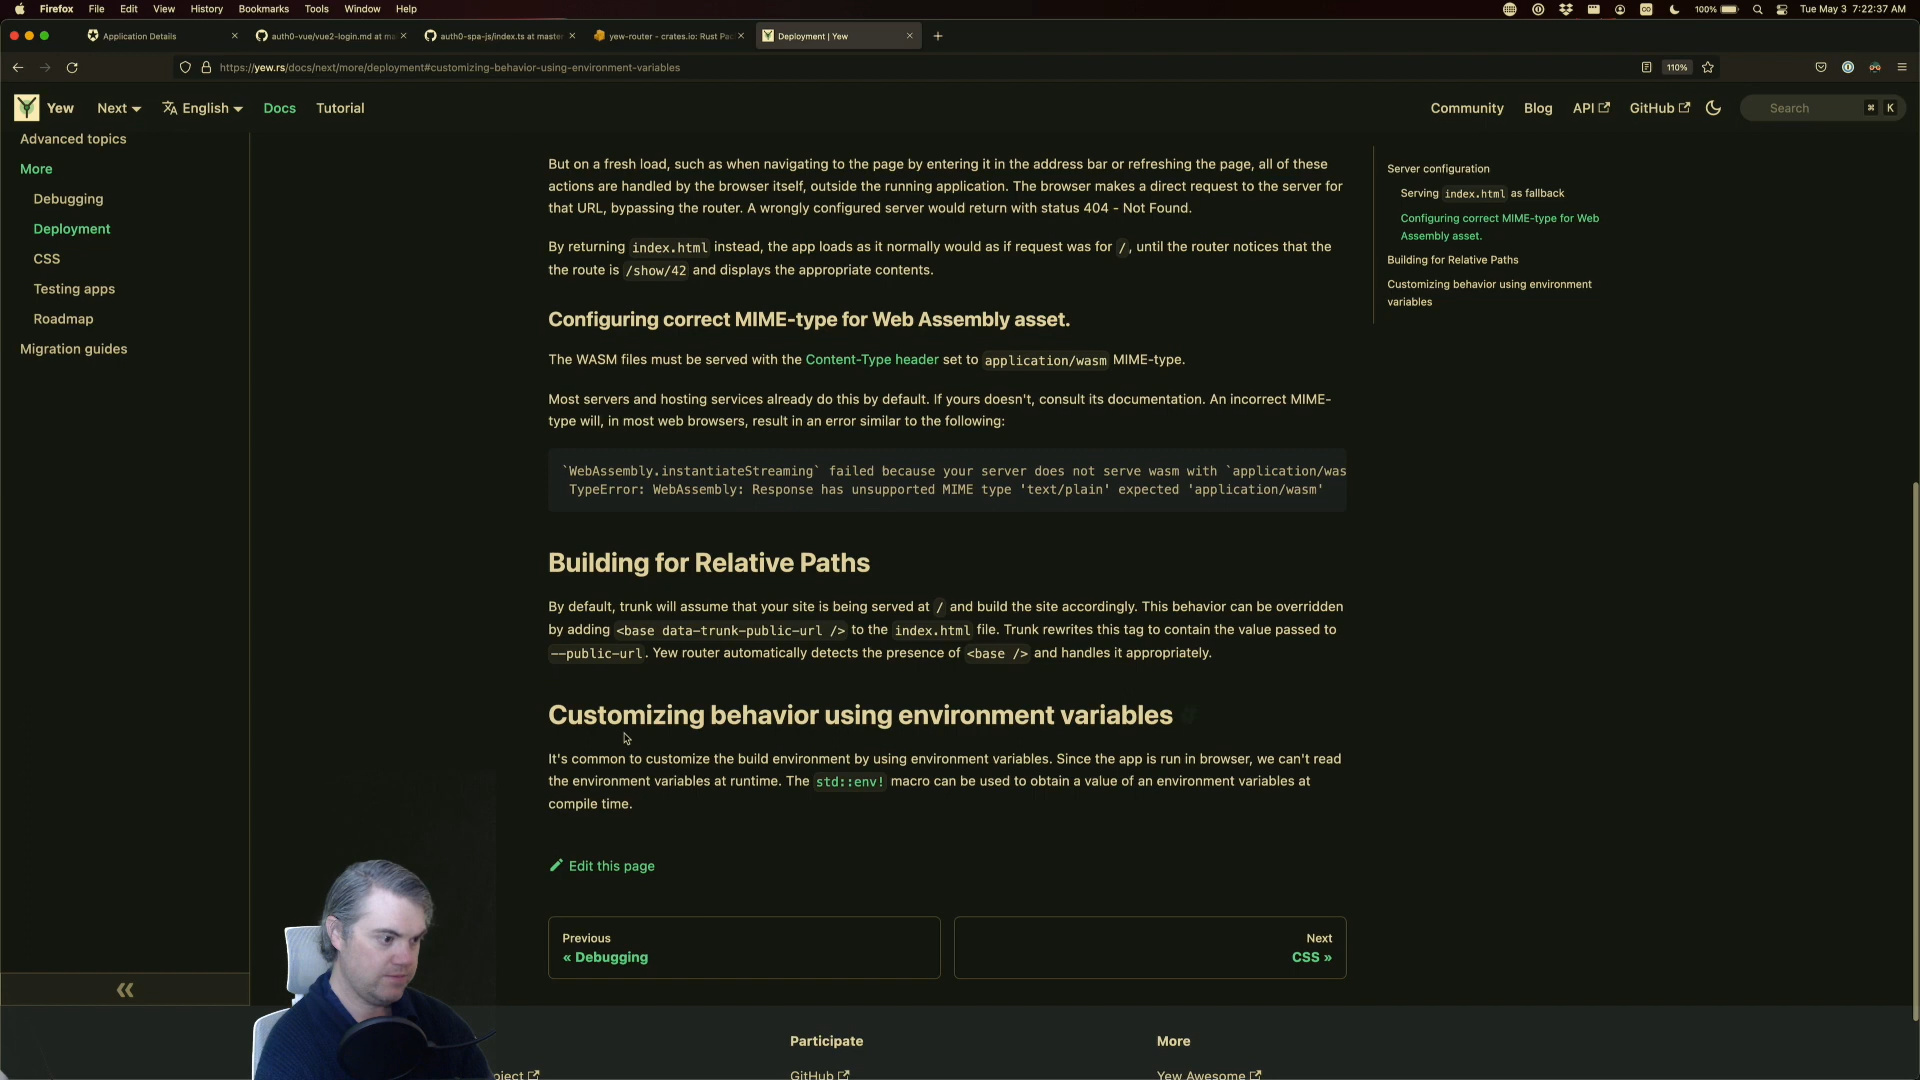 Firefox File Edit View History Bookmarks Tools Window Help
100% Tue May 3 7:22:37 AM
Application Details
auth0-vue/vue2-login.md at m
auth0-spa-js/index.ts at master
yew-router - crates.io: Rust Pac
Deployment | Yew
https://yew.rs/docs/next/more/deployment#customizing-behavior-using-environment-variables
110%
Yew Next English Docs Tutorial
Community Blog API GitHub Search ⌘ K
Advanced topics
More
Debugging
Deployment
CSS
Testing apps
Roadmap
Migration guides
But on a fresh load, such as when navigating to the page by entering it in the address bar or refreshing the page, all of these
actions are handled by the browser itself, outside the running application. The browser makes a direct request to the server for
that URL, bypassing the router. A wrongly configured server would return with status 404 - Not Found.
By returning index.html instead, the app loads as it normally would as if request was for /, until the router notices that the
the route is /show/42 and displays the appropriate contents.
Configuring correct MIME-type for Web Assembly asset.
The WASM files must be served with the Content-Type header set to application/wasm MIME-type.
Most servers and hosting services already do this by default. If yours doesn't, consult its documentation. An incorrect MIME-
type will, in most web browsers, result in an error similar to the following:
`WebAssembly.instantiateStreaming` failed because your server does not serve wasm with `application/was
TypeError: WebAssembly: Response has unsupported MIME type 'text/plain' expected 'application/wasm'
Building for Relative Paths
By default, trunk will assume that your site is being served at / and build the site accordingly. This behavior can be overridden
by adding <base data-trunk-public-url /> to the index.html file. Trunk rewrites this tag to contain the value passed to
--public-url. Yew router automatically detects the presence of <base /> and handles it appropriately.
Customizing behavior using environment variables #
It's common to customize the build environment by using environment variables. Since the app is run in browser, we can't read
the environment variables at runtime. The std::env! macro can be used to obtain a value of an environment variables at
compile time.
Edit this page
Previous
« Debugging
Next
CSS »
Server configuration
Serving index.html as fallback
Configuring correct MIME-type for Web
Assembly asset.
Building for Relative Paths
Customizing behavior using environment
variables
«
Participate
More
GitHub
Yew Awesome